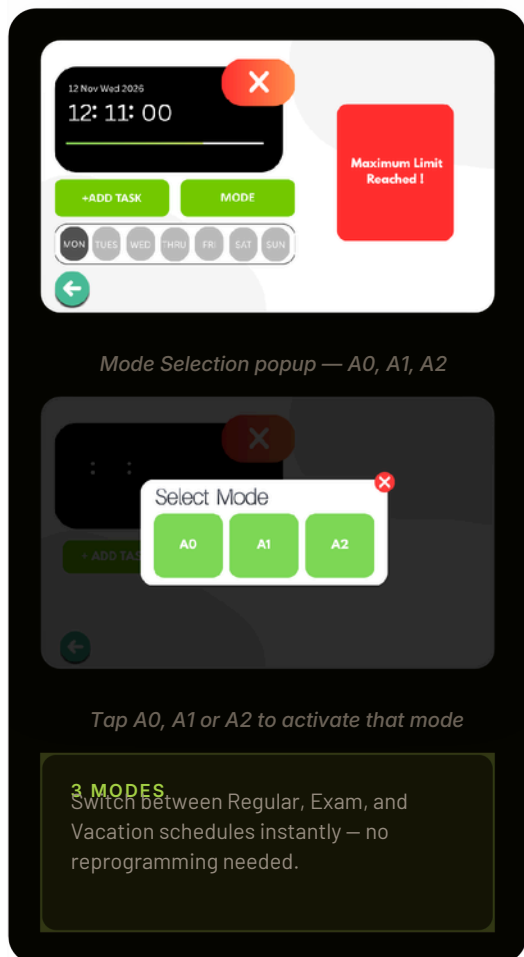 12 Nov Wed 2026
12: 11: 00
Maximum Limit
Reached !
+ADD TASK MODE
MON TUES WED THRU FRI SAT SUN
Mode Selection popup — A0, A1, A2
: :
Select Mode
A0 A1 A2
+ ADD TAS
Tap A0, A1 or A2 to activate that mode
3 MODES
Switch between Regular, Exam, and
Vacation schedules instantly — no
reprogramming needed.